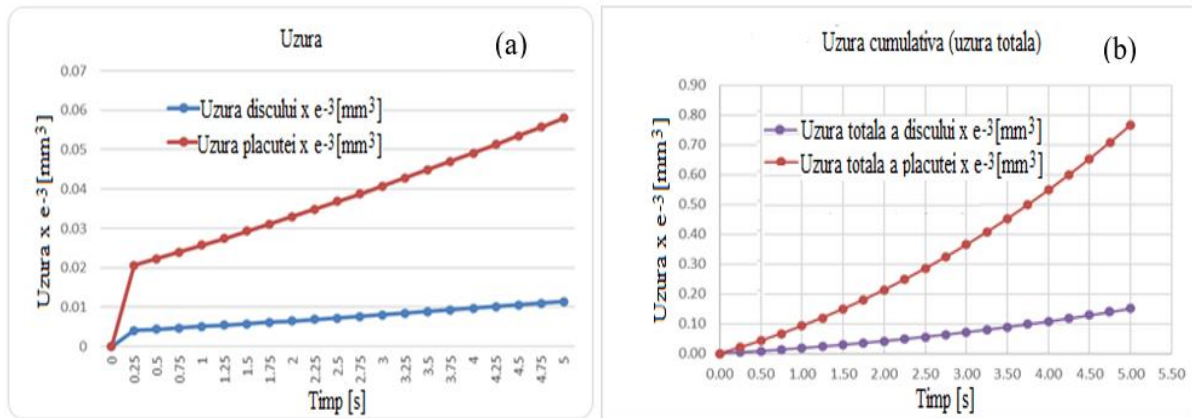 Uzura
(a)
0.07
0.06
0.05
0.04
0.03
0.02
0.01
0
Uzura x e-³[mm³]
Uzura discului x e-³[mm³]
Uzura placutei x e-³[mm³]
0 0.25 0.5 0.75 1 1.25 1.5 1.75 2 2.25 2.5 2.75 3 3.25 3.5 3.75 4 4.25 4.5 4.75 5
Timp [s]
Uzura cumulativa (uzura totala)
(b)
0.90
0.80
0.70
0.60
0.50
0.40
0.30
0.20
0.10
0.00
Uzura x e-³[mm³]
Uzura totala a discului x e-³[mm³]
Uzura totala a placutei x e-³[mm³]
0.00 0.50 1.00 1.50 2.00 2.50 3.00 3.50 4.00 4.50 5.00 5.50
Timp [s]